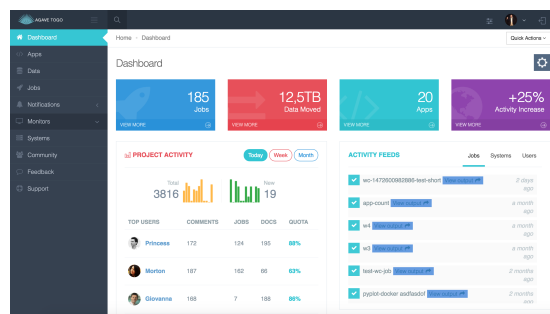 AGAVE TOGO
Dashboard
Apps
Data
Jobs
Notifications
Monitors
Systems
Community
Feedback
Support
Home Dashboard
Quick Actions
Dashboard
185
Jobs
VIEW MORE
12,5TB
Data Moved
VIEW MORE
20
Apps
VIEW MORE
+25%
Activity Increase
VIEW MORE
PROJECT ACTIVITY
Today Week Month
Total
3816
New
19
TOP USERS COMMENTS JOBS DOCS QUOTA
Princess 172 124 195 89%
Morton 187 162 66 63%
Giovanna 168 7 188 86%
ACTIVITY FEEDS
Jobs Systems Users
wc-1472600982886-test-short View output 2 days
ago
app-count View output a month
ago
w4 View output a month
ago
w3 View output a month
ago
test-wc-job View output 2 months
ago
pyplot-docker asdfasdcf View output 2 months
ago